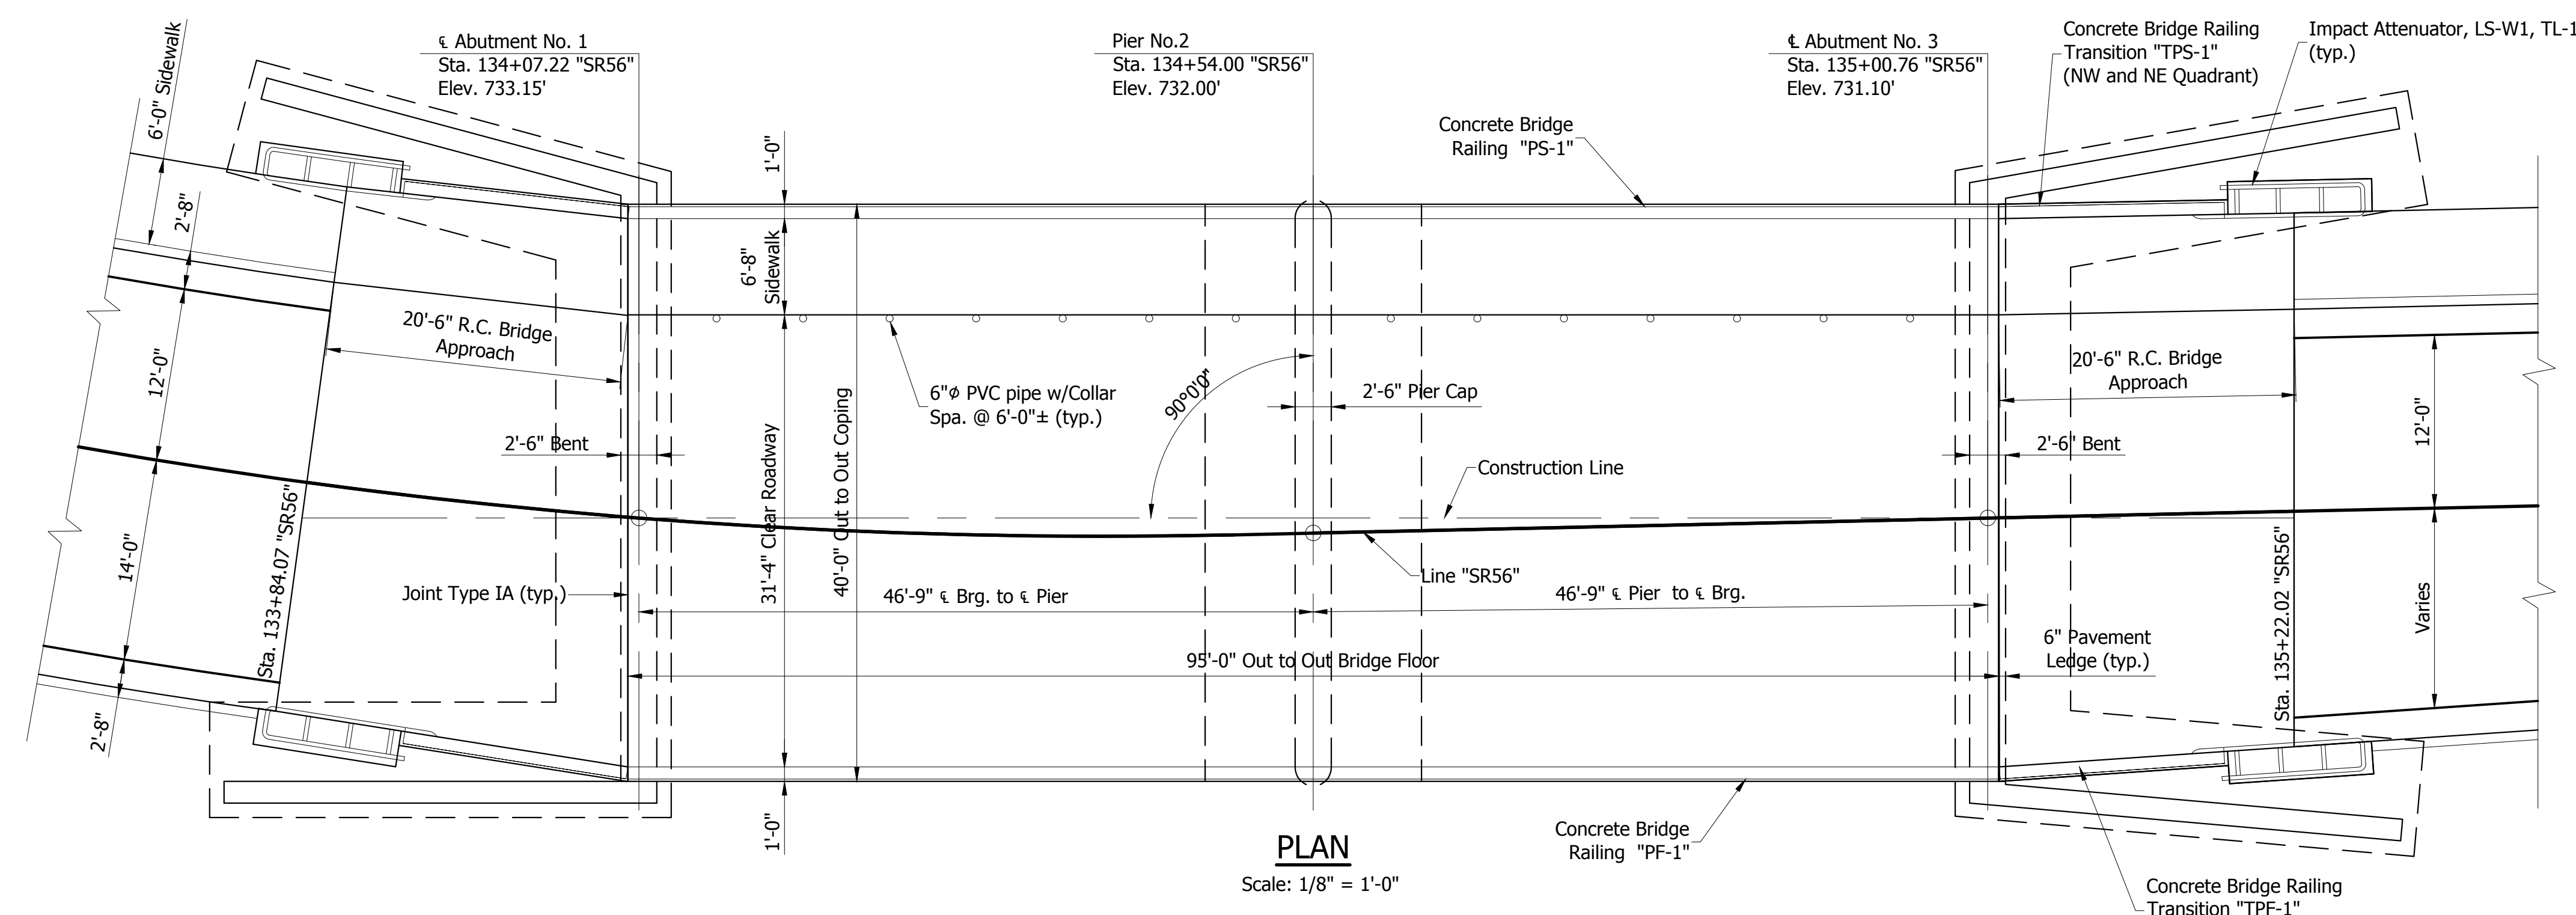 6'-0" Sidewalk
℄ Abutment No. 1
Sta. 134+07.22 "SR56"
Elev. 733.15'
Pier No.2
Sta. 134+54.00 "SR56"
Elev. 732.00'
℄ Abutment No. 3
Sta. 135+00.76 "SR56"
Elev. 731.10'
Concrete Bridge Railing
Transition "TPS-1"
(NW and NE Quadrant)
Impact Attenuator, LS-W1, TL-1
(typ.)
Concrete Bridge
Railing "PS-1"
1'-0"
2'-8"
6'-8"
Sidewalk
20'-6" R.C. Bridge
Approach
12'-0"
14'-0"
2'-8"
Sta. 133+84.07 "SR56"
2'-6" Bent
Joint Type IA (typ.)
31'-4" Clear Roadway
40'-0" Out to Out Coping
6"⌀ PVC pipe w/Collar
Spa. @ 6'-0"± (typ.)
90°0'0"
2'-6" Pier Cap
Construction Line
Line "SR56"
46'-9" ℄ Brg. to ℄ Pier
46'-9" ℄ Pier to ℄ Brg.
95'-0" Out to Out Bridge Floor
20'-6" R.C. Bridge
Approach
2'-6" Bent
12'-0"
Varies
6" Pavement
Ledge (typ.)
Sta. 135+22.02 "SR56"
1'-0"
Concrete Bridge
Railing "PF-1"
PLAN
Scale: 1/8" = 1'-0"
Concrete Bridge Railing
Transition "TPF-1"